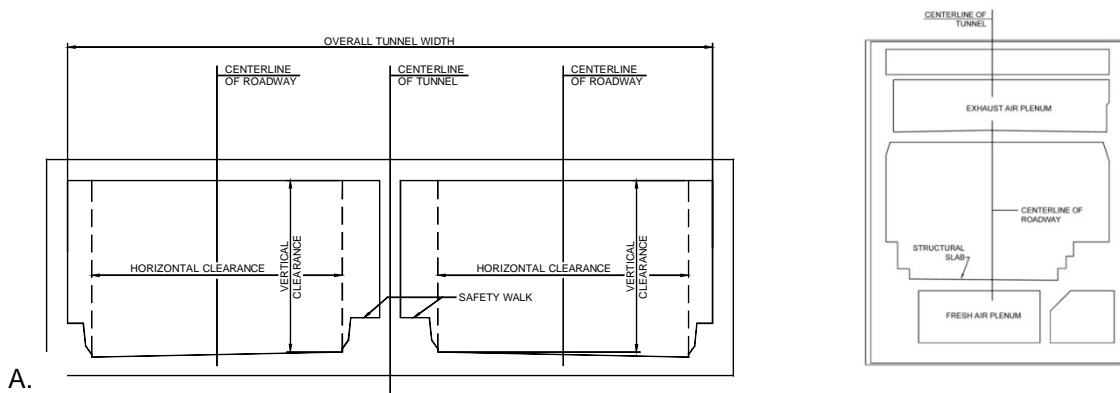 OVERALL TUNNEL WIDTH
CENTERLINE
OF ROADWAY
CENTERLINE
OF TUNNEL
CENTERLINE
OF ROADWAY
HORIZONTAL CLEARANCE
VERTICAL
CLEARANCE
HORIZONTAL CLEARANCE
VERTICAL
CLEARANCE
SAFETY WALK
A.
CENTERLINE OF
TUNNEL
EXHAUST AIR PLENUM
CENTERLINE OF
ROADWAY
STRUCTURAL
SLAB
FRESH AIR PLENUM